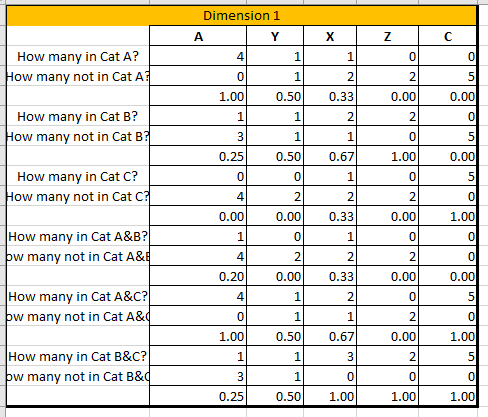 Dimension 1
A Y X Z C
How many in Cat A? 4 1 1 0 0
How many not in Cat A? 0 1 2 2 5
1.00 0.50 0.33 0.00 0.00
How many in Cat B? 1 1 2 2 0
How many not in Cat B? 3 1 1 0 5
0.25 0.50 0.67 1.00 0.00
How many in Cat C? 0 0 1 0 5
How many not in Cat C? 4 2 2 2 0
0.00 0.00 0.33 0.00 1.00
How many in Cat A&B? 1 0 1 0 0
ow many not in Cat A& 4 2 2 2 0
0.20 0.00 0.33 0.00 0.00
How many in Cat A&C? 4 1 2 0 5
ow many not in Cat A& 0 1 1 2 0
1.00 0.50 0.67 0.00 1.00
How many in Cat B&C? 1 1 3 2 5
ow many not in Cat B& 3 1 0 0 0
0.25 0.50 1.00 1.00 1.00